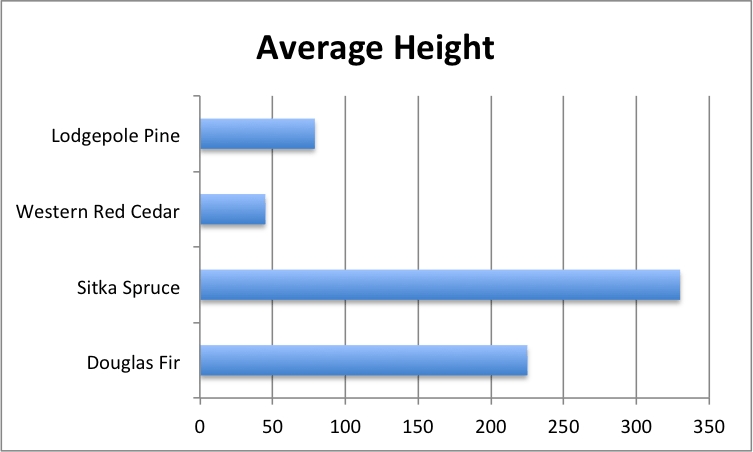 Average Height
Lodgepole Pine
Western Red Cedar
Sitka Spruce
Douglas Fir
0 50 100 150 200 250 300 350